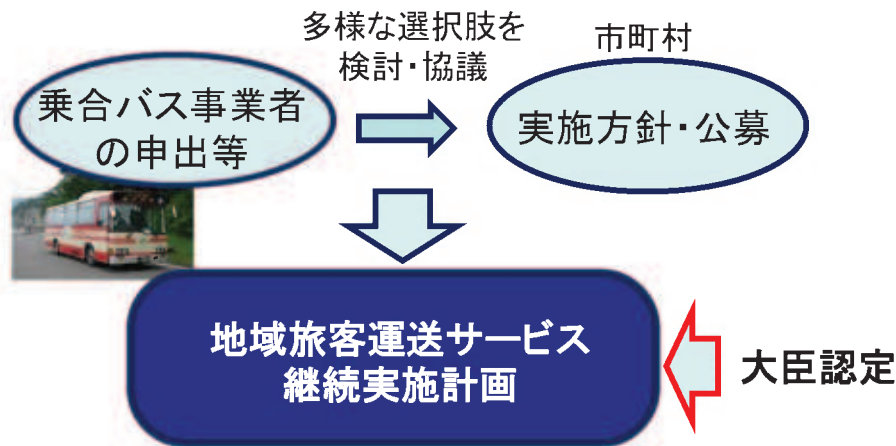 多様な選択肢を
検討・協議
市町村
乗合バス事業者
の申出等
実施方針・公募
地域旅客運送サービス
継続実施計画
大臣認定